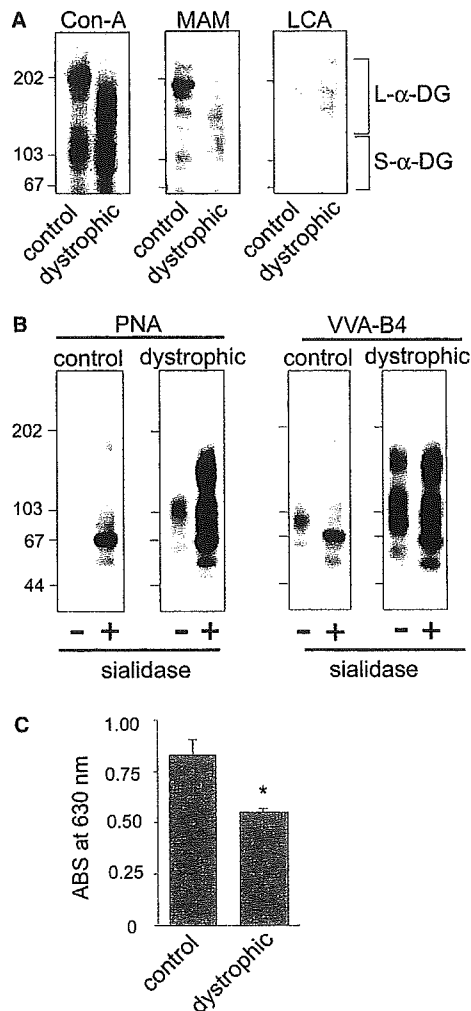 A
Con-A MAM LCA
202
103
67
L-α-DG
S-α-DG
control dystrophic control dystrophic control dystrophic
B
PNA VVA-B4
control dystrophic control dystrophic
202
103
67
44
- + - + - + - +
sialidase sialidase
C
1.00
0.75
0.50
0.25
0
ABS at 630 nm
*
control dystrophic